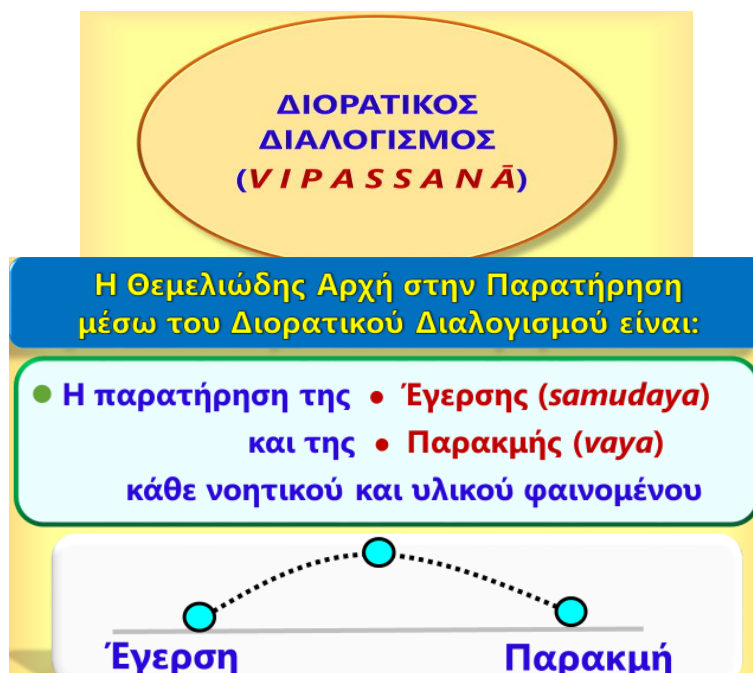 ΔΙΟΡΑΤΙΚΟΣ
ΔΙΑΛΟΓΙΣΜΟΣ
(VIPASSANĀ)
Η Θεμελιώδης Αρχή στην Παρατήρηση
μέσω του Διορατικού Διαλογισμού είναι:
• Η παρατήρηση της • Έγερσης (samudaya)
και της • Παρακμής (vaya)
κάθε νοητικού και υλικού φαινομένου
Έγερση Παρακμή